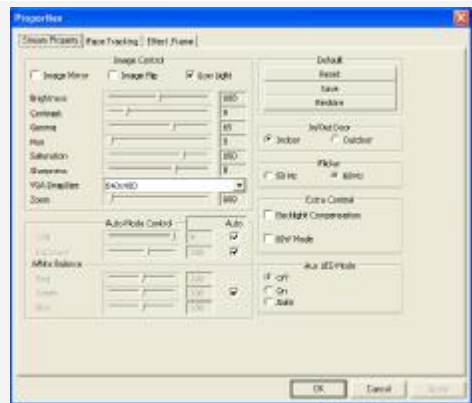 Properties
Stream Property Face Tracking Effect Frame
Image Control
Image Mirror Image Flip Low Light
Brightness
Contrast
Gamma
Hue
Saturation
Sharpness
VGA Snapsize 640x480
Zoom
Auto Mode Control Auto
Exposure
White Balance
Red
Green
Blue
Default
Reset
Save
Restore
In/Out Door
Indoor Outdoor
Flicker
50 Hz 60 Hz
Extra Control
Backlight Compensation
B/W Mode
Aux LED Mode
Off
On
Auto
OK Cancel Apply